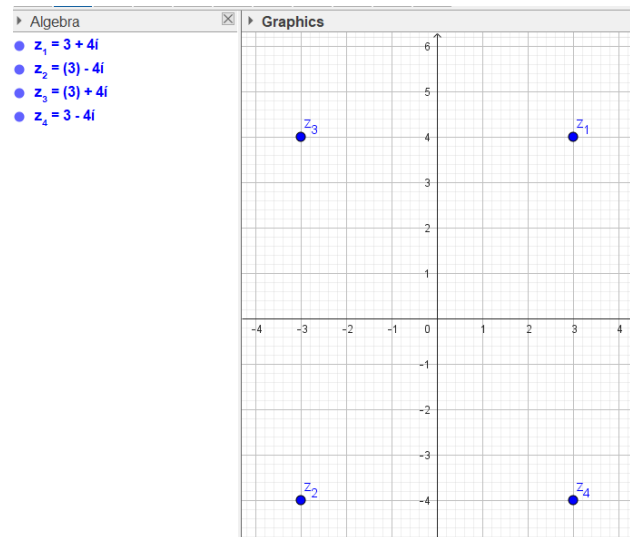 Algebra
z1 = 3 + 4í
z2 = (3) - 4í
z3 = (3) + 4í
z4 = 3 - 4í
Graphics
6
5
z3 4 z1
3
2
1
-4 -3 -2 -1 0 1 2 3 4
-1
-2
-3
z2 -4 z4